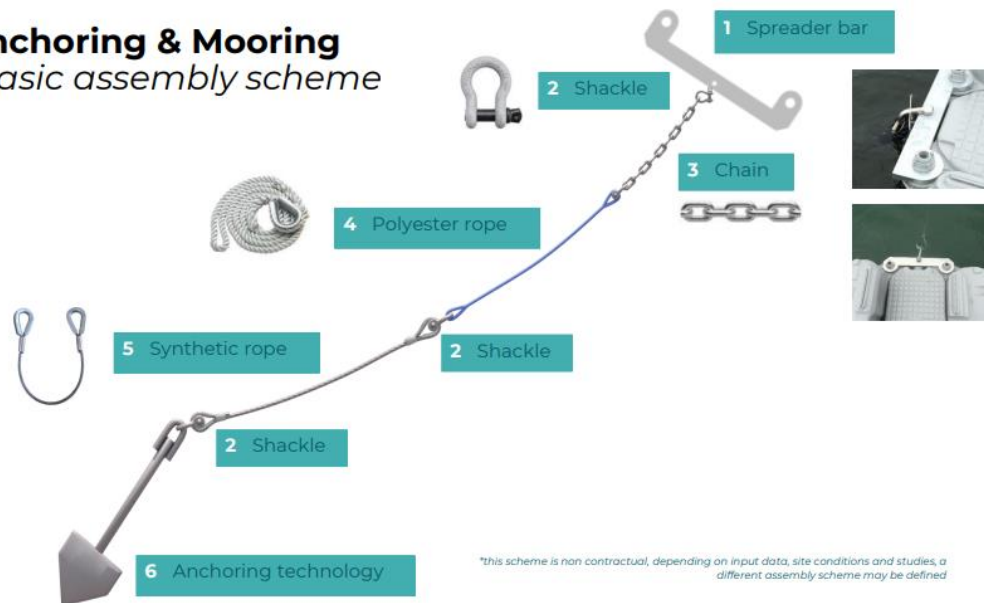 nchoring & Mooring
asic assembly scheme
1 Spreader bar
2 Shackle
3 Chain
4 Polyester rope
5 Synthetic rope
2 Shackle
2 Shackle
6 Anchoring technology
*this scheme is non contractual, depending on input data, site conditions and studies, a
different assembly scheme may be defined